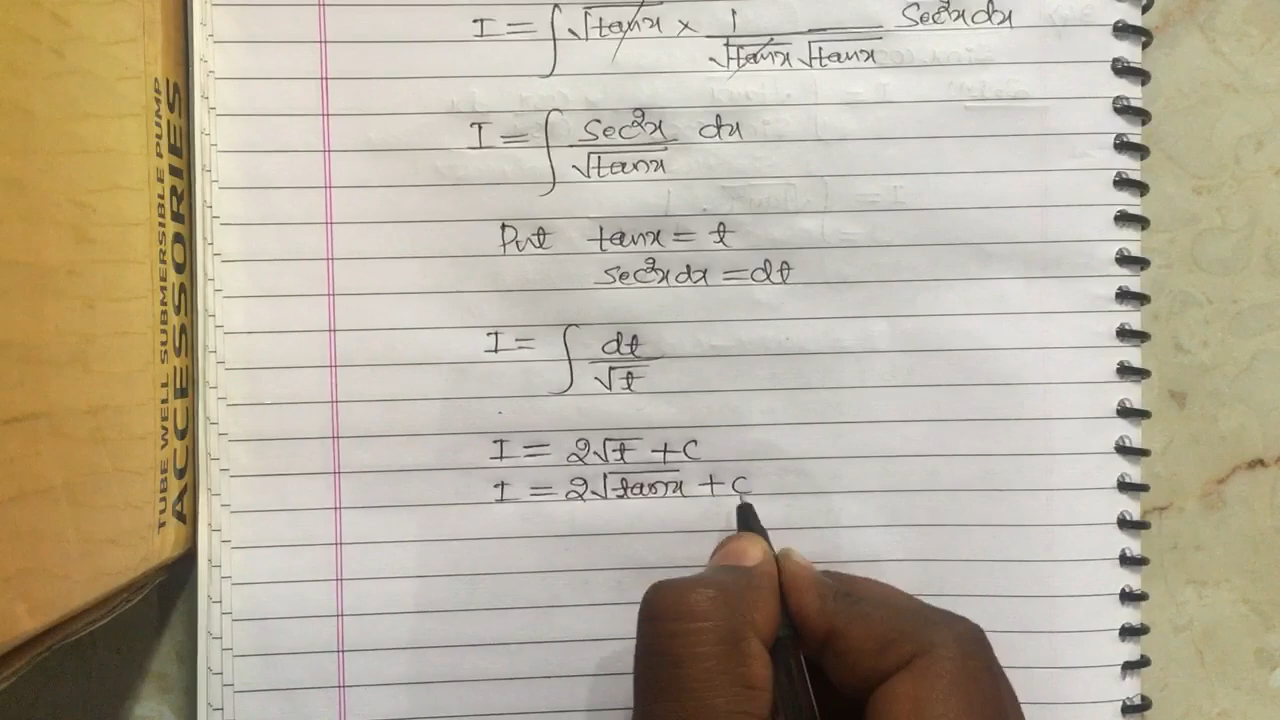 TUBE WELL SUBMERSIBLE PUMP
ACCESSORIES
I = ∫ √tanx × 1/(√tanx √tanx) Sec²x dx
I = ∫ Sec²x/√tanx dx
Put tanx = t
Sec²x dx = dt
I = ∫ dt/√t
I = 2√t + C
I = 2√tanx + C